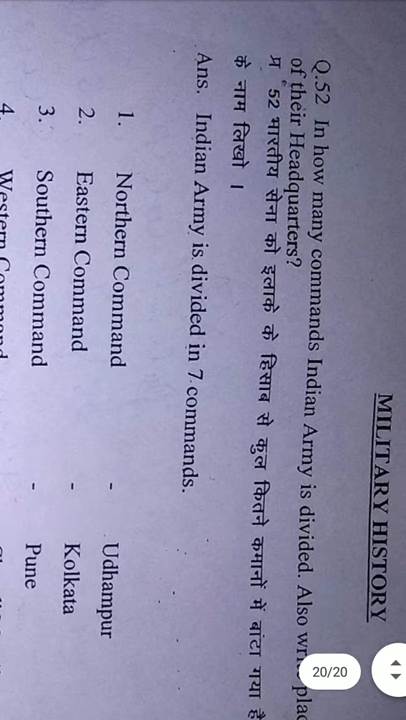 MILITARY HISTORY
Q.52 In how many commands Indian Army is divided. Also
of their Headquarters?
प्र 52 भारतीय सेना को इलाके के हिसाब से कुल कितने कमानों में बांटा गया है
के नाम लिखो ।
Ans. Indian Army is divided in 7 commands.
1. Northern Command - Udhampur
2. Eastern Command - Kolkata
3. Southern Command - Pune
4. Western Command
20/20